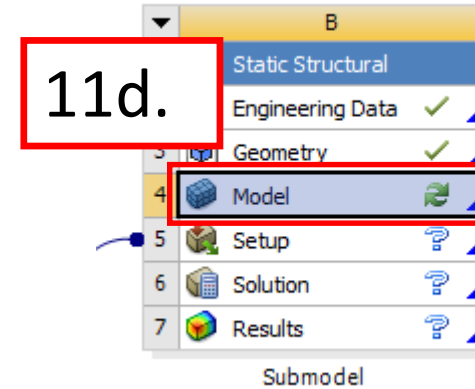 B
11d.
Static Structural
Engineering Data
3 Geometry
4 Model
5 Setup
6 Solution
7 Results
Submodel